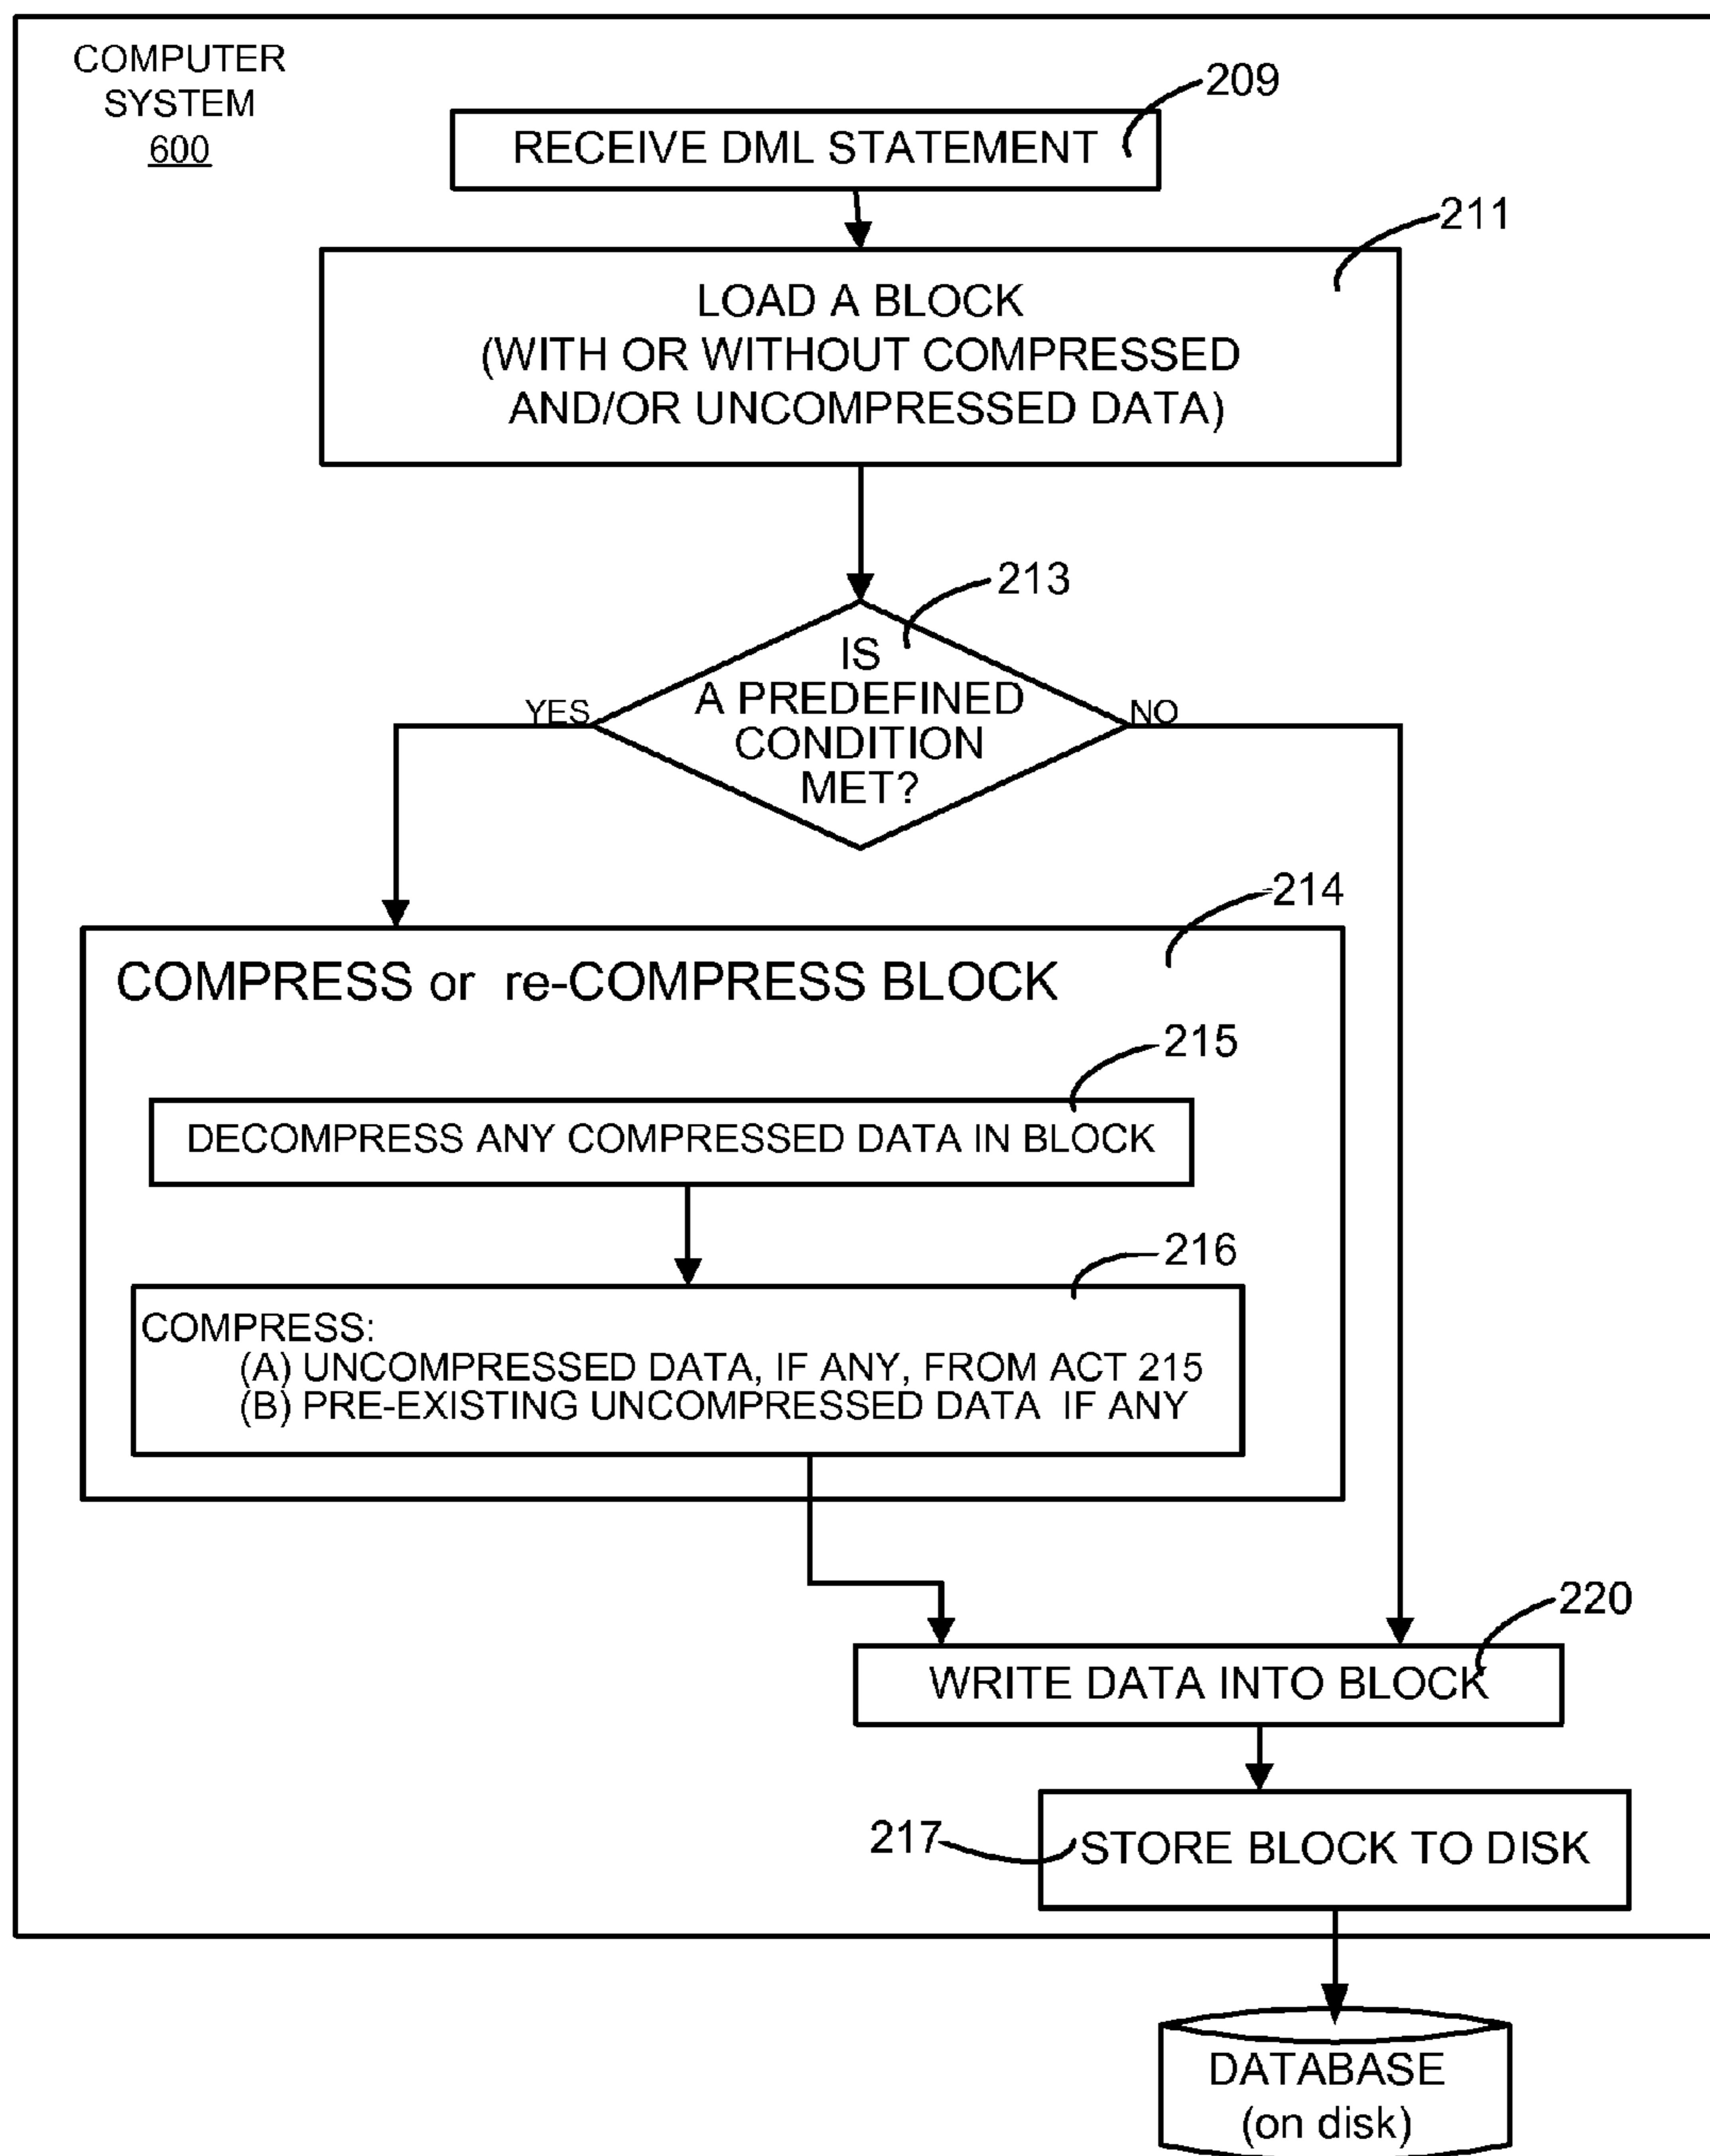 COMPUTER
SYSTEM
600
209
RECEIVE DML STATEMENT
211
LOAD A BLOCK
(WITH OR WITHOUT COMPRESSED
AND/OR UNCOMPRESSED DATA)
213
IS
A PREDEFINED
CONDITION
MET?
YES
NO
214
COMPRESS or re-COMPRESS BLOCK
215
DECOMPRESS ANY COMPRESSED DATA IN BLOCK
216
COMPRESS:
(A) UNCOMPRESSED DATA, IF ANY, FROM ACT 215
(B) PRE-EXISTING UNCOMPRESSED DATA IF ANY
220
WRITE DATA INTO BLOCK
217
STORE BLOCK TO DISK
DATABASE
(on disk)